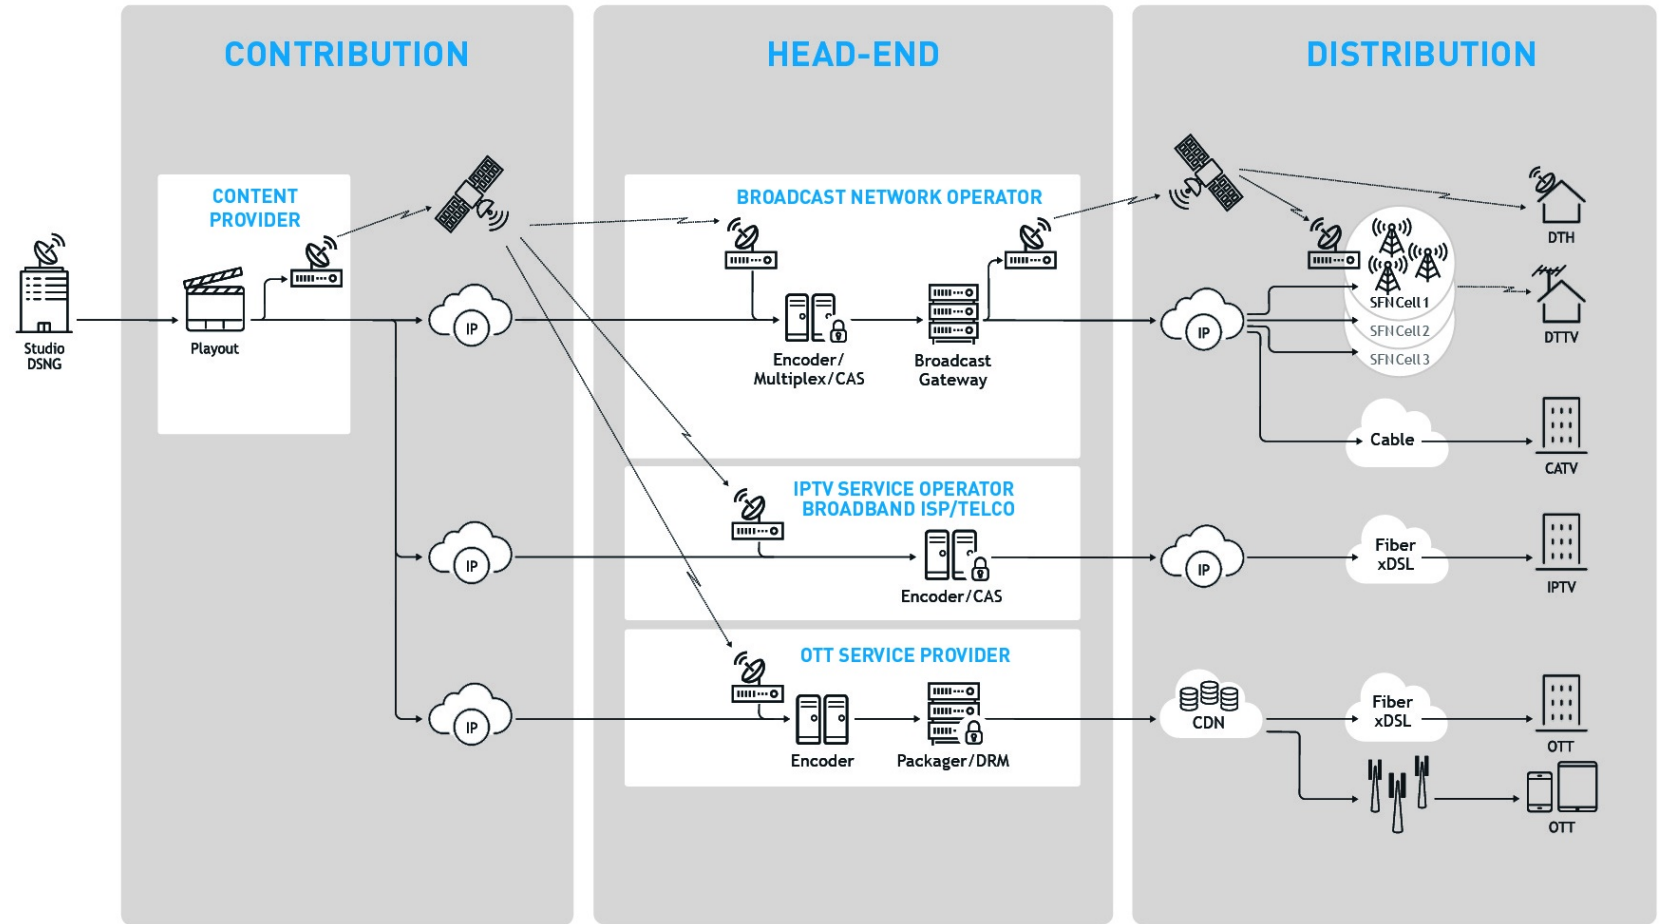 CONTRIBUTION
HEAD-END
DISTRIBUTION
CONTENT
PROVIDER
Studio
DSNG
Playout
IP
IP
IP
BROADCAST NETWORK OPERATOR
Encoder/
Multiplex/CAS
Broadcast
Gateway
IPTV SERVICE OPERATOR
BROADBAND ISP/TELCO
Encoder/CAS
OTT SERVICE PROVIDER
Encoder
Packager/DRM
IP
SFN Cell 1
SFN Cell 2
SFN Cell 3
DTH
DTTV
Cable
CATV
IP
Fiber
xDSL
IPTV
CDN
Fiber
xDSL
OTT
OTT